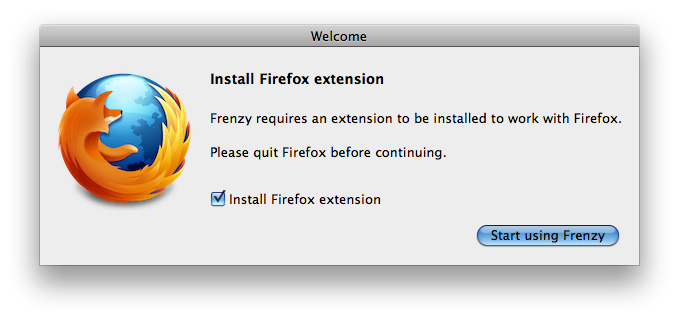 Welcome
Install Firefox extension
Frenzy requires an extension to be installed to work with Firefox.
Please quit Firefox before continuing.
Install Firefox extension
Start using Frenzy